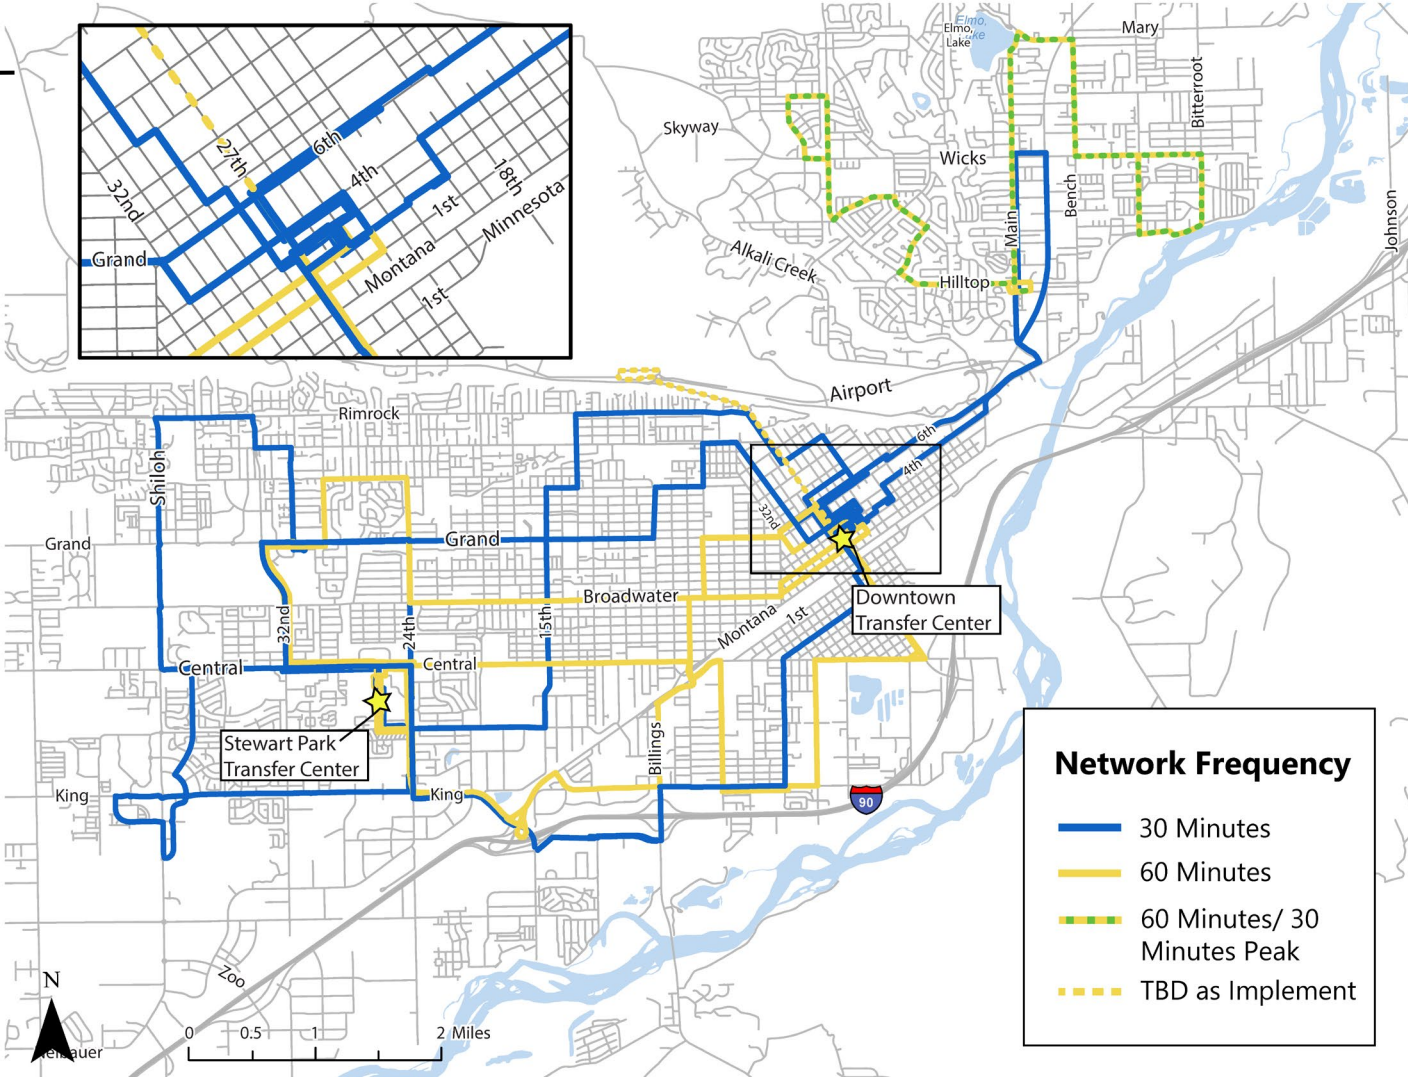 27th
6th
4th
32nd
18th
1st
Minnesota
Grand
Montana
1st
Elmo,
Lake
Elmo,
Lake
Mary
Bitterroot
Skyway
Wicks
Bench
Main
Johnson
Alkali Creek
Hilltop
Airport
Rimrock
6th
4th
Shiloh
32nd
Grand
Grand
Broadwater
Downtown
Transfer Center
32nd
24th
15th
Montana
1st
Central
Central
Stewart Park
Transfer Center
Billings
King
King
90
Zoo
N
0 0.5 1 2 Miles
Network Frequency
30 Minutes
60 Minutes
60 Minutes/ 30
Minutes Peak
TBD as Implement